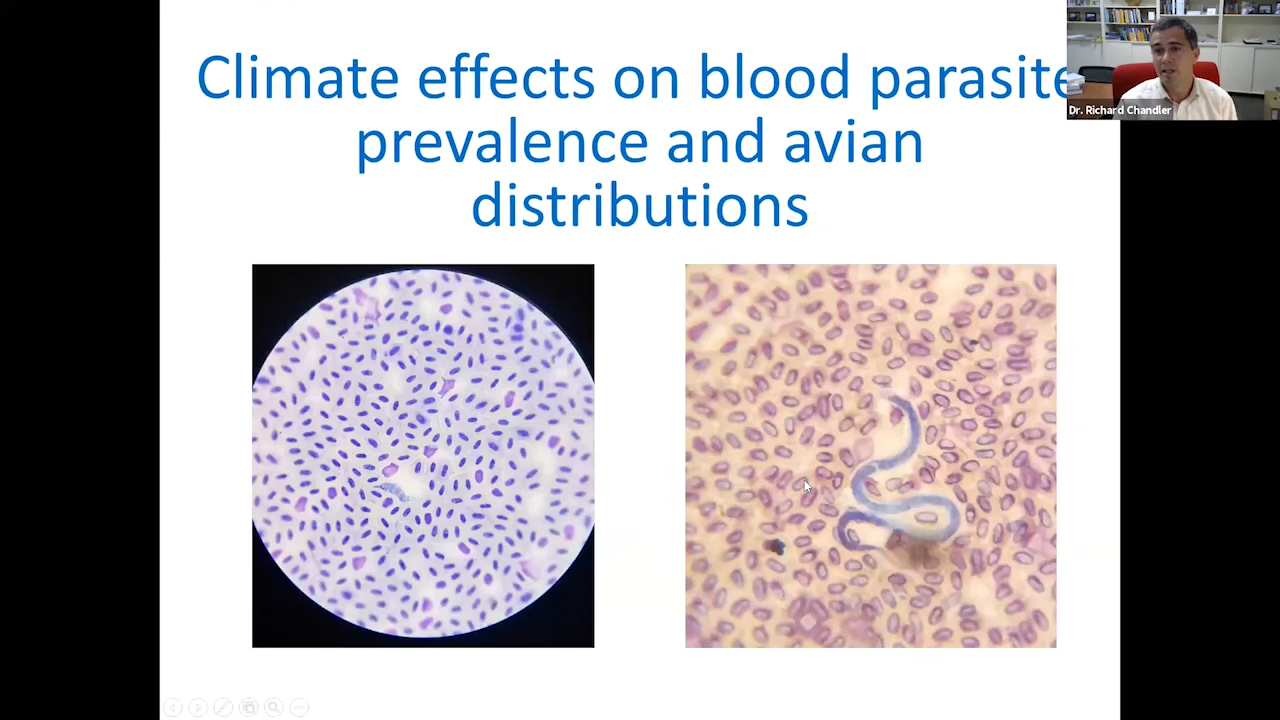 Climate effects on blood parasite
prevalence and avian
distributions
Dr. Richard Chandler